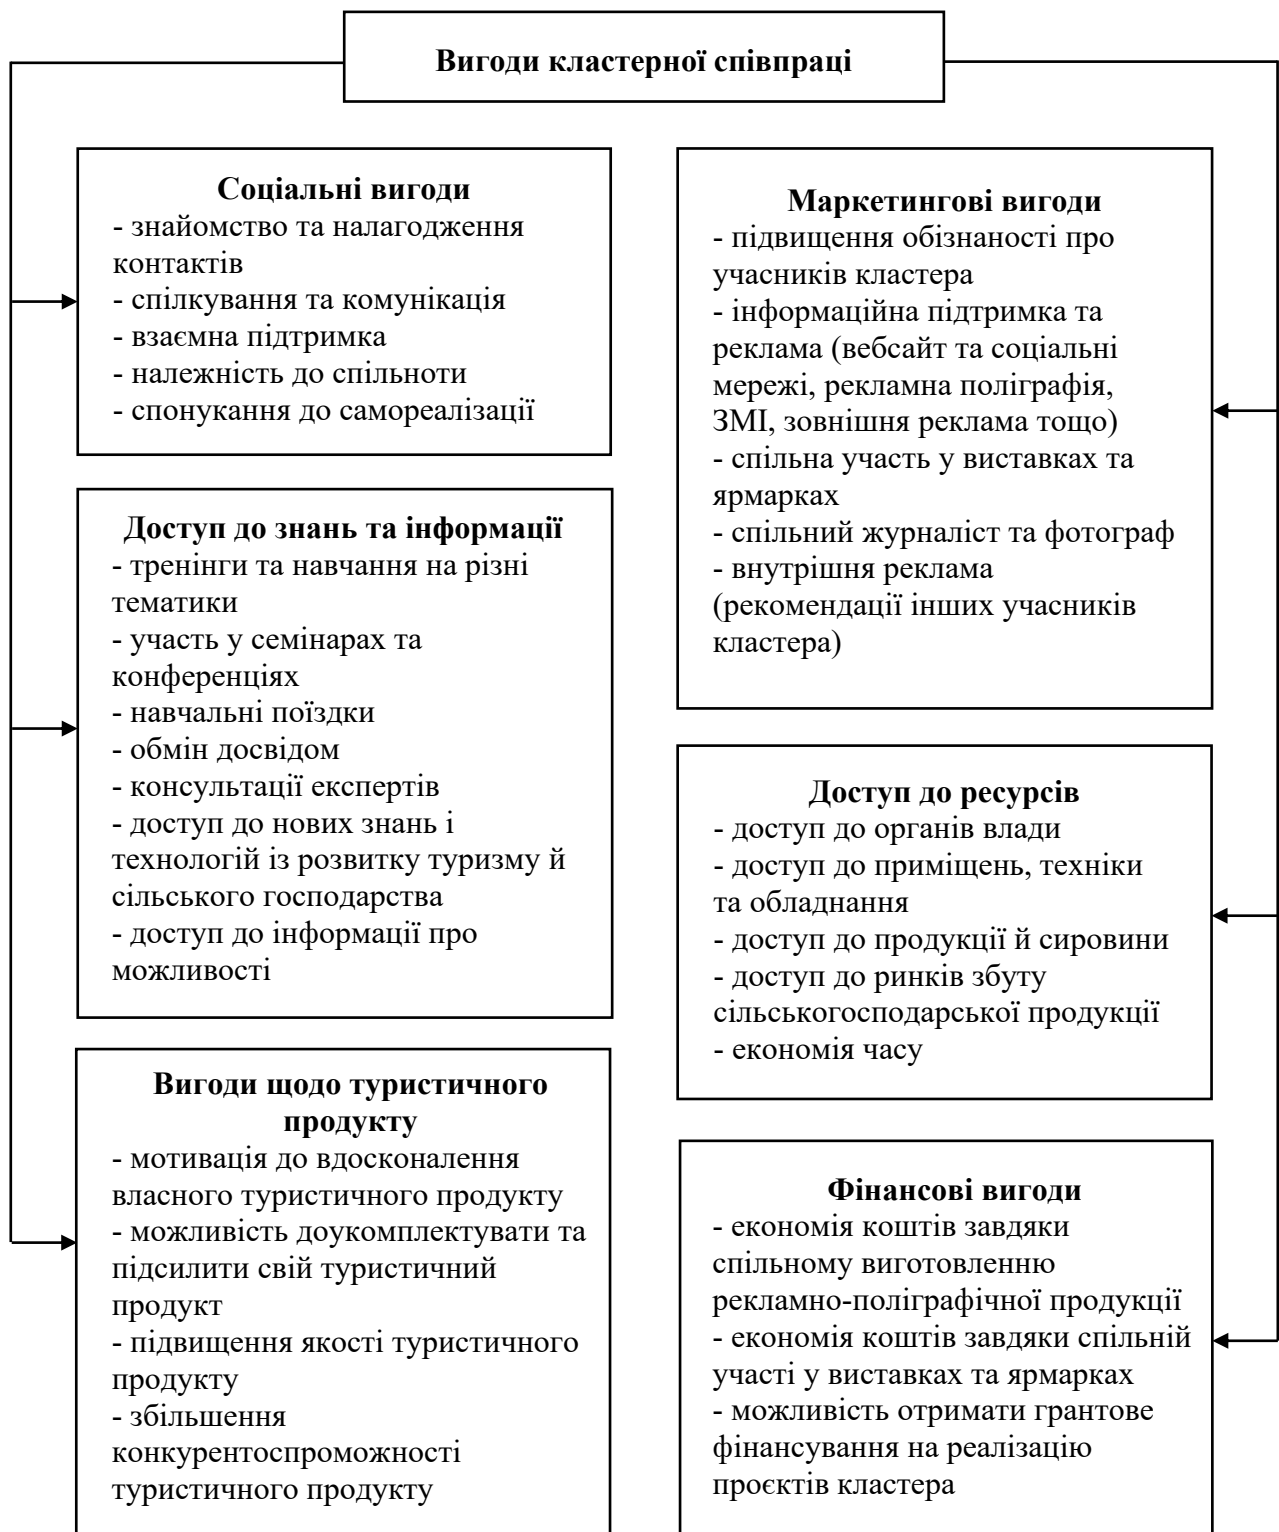 Вигоди кластерної співпраці
Соціальні вигоди
- знайомство та налагодження
контактів
- спілкування та комунікація
- взаємна підтримка
- належність до спільноти
- спонукання до самореалізації
Доступ до знань та інформації
- тренінги та навчання на різні
тематики
- участь у семінарах та
конференціях
- навчальні поїздки
- обмін досвідом
- консультації експертів
- доступ до нових знань і
технологій із розвитку туризму й
сільського господарства
- доступ до інформації про
можливості
Вигоди щодо туристичного
продукту
- мотивація до вдосконалення
власного туристичного продукту
- можливість доукомплектувати та
підсилити свій туристичний
продукт
- підвищення якості туристичного
продукту
- збільшення
конкурентоспроможності
туристичного продукту
Маркетингові вигоди
- підвищення обізнаності про
учасників кластера
- інформаційна підтримка та
реклама (вебсайт та соціальні
мережі, рекламна поліграфія,
ЗМІ, зовнішня реклама тощо)
- спільна участь у виставках та
ярмарках
- спільний журналіст та фотограф
- внутрішня реклама
(рекомендації інших учасників
кластера)
Доступ до ресурсів
- доступ до органів влади
- доступ до приміщень, техніки
та обладнання
- доступ до продукції й сировини
- доступ до ринків збуту
сільськогосподарської продукції
- економія часу
Фінансові вигоди
- економія коштів завдяки
спільному виготовленню
рекламно-поліграфічної продукції
- економія коштів завдяки спільній
участі у виставках та ярмарках
- можливість отримати грантове
фінансування на реалізацію
проєктів кластера